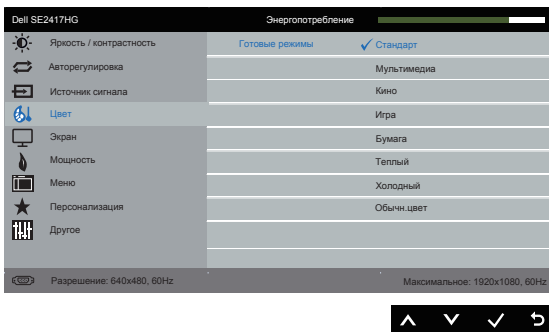 Dell SE2417HG Энергопотребление
Яркость / контрастность Готовые режимы Стандарт
Авторегулировка Мультимедиа
Источник сигнала Кино
Цвет Игра
Экран Бумага
Мощность Теплый
Меню Холодный
Персонализация Обычн.цвет
Другое
Разрешение: 640x480, 60Hz Максимальное: 1920x1080, 60Hz